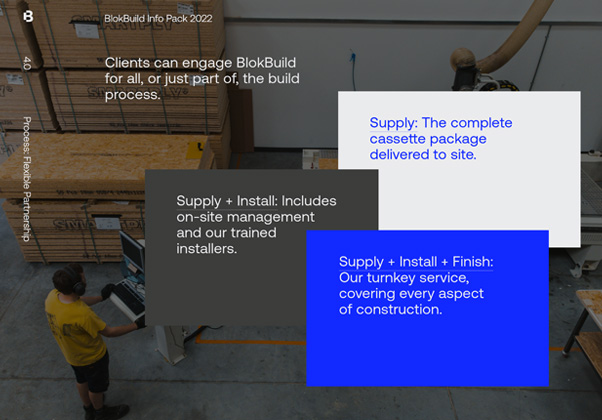 BlokBuild Info Pack 2022
4.0
Process: Flexible Partnership
Clients can engage BlokBuild
for all, or just part of, the build
process.
Supply: The complete
cassette package
delivered to site.
Supply + Install: Includes
on-site management
and our trained
installers.
Supply + Install + Finish:
Our turnkey service,
covering every aspect
of construction.
SMARTPLY
SMARTPLY